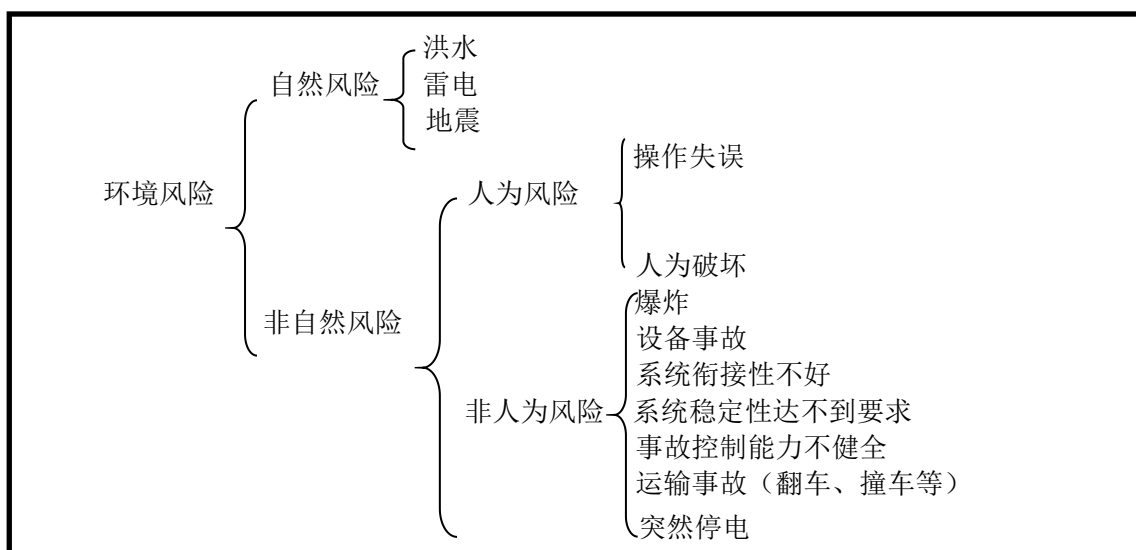 洪水
自然风险
雷电
地震
操作失误
环境风险
人为风险
人为破坏
爆炸
非自然风险
设备事故
系统衔接性不好
非人为风险
系统稳定性达不到要求
事故控制能力不健全
运输事故（翻车、撞车等）
突然停电